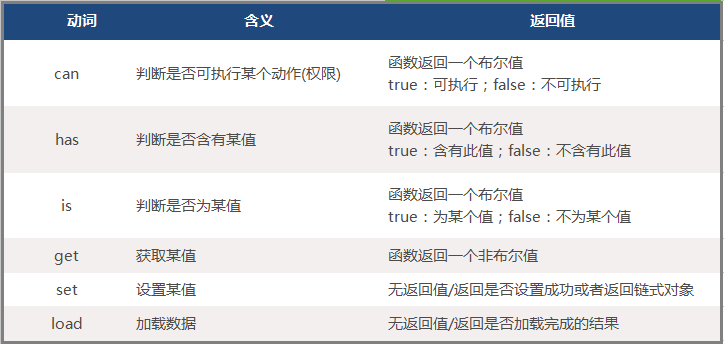 动词 含义 返回值
can 判断是否可执行某个动作(权限) 函数返回一个布尔值
true：可执行；false：不可执行
has 判断是否含有某值 函数返回一个布尔值
true：含有此值；false：不含有此值
is 判断是否为某值 函数返回一个布尔值
true：为某个值；false：不为某个值
get 获取某值 函数返回一个非布尔值
set 设置某值 无返回值/返回是否设置成功或者返回链式对象
load 加载数据 无返回值/返回是否加载完成的结果